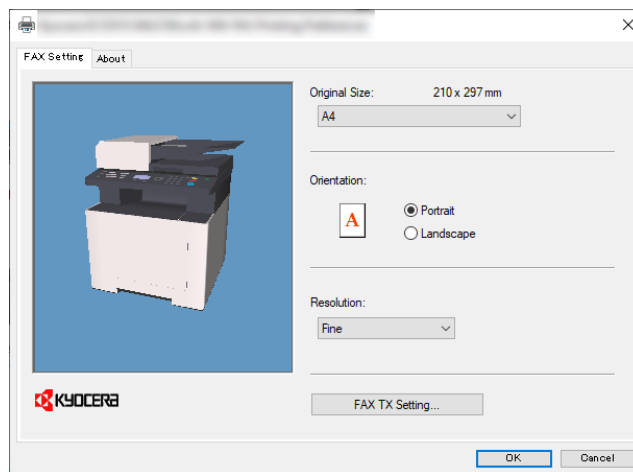 FAX Setting
About
Original Size: 210 x 297 mm
A4
Orientation:
A
Portrait
Landscape
Resolution:
Fine
KYOCERA
FAX TX Setting...
OK
Cancel